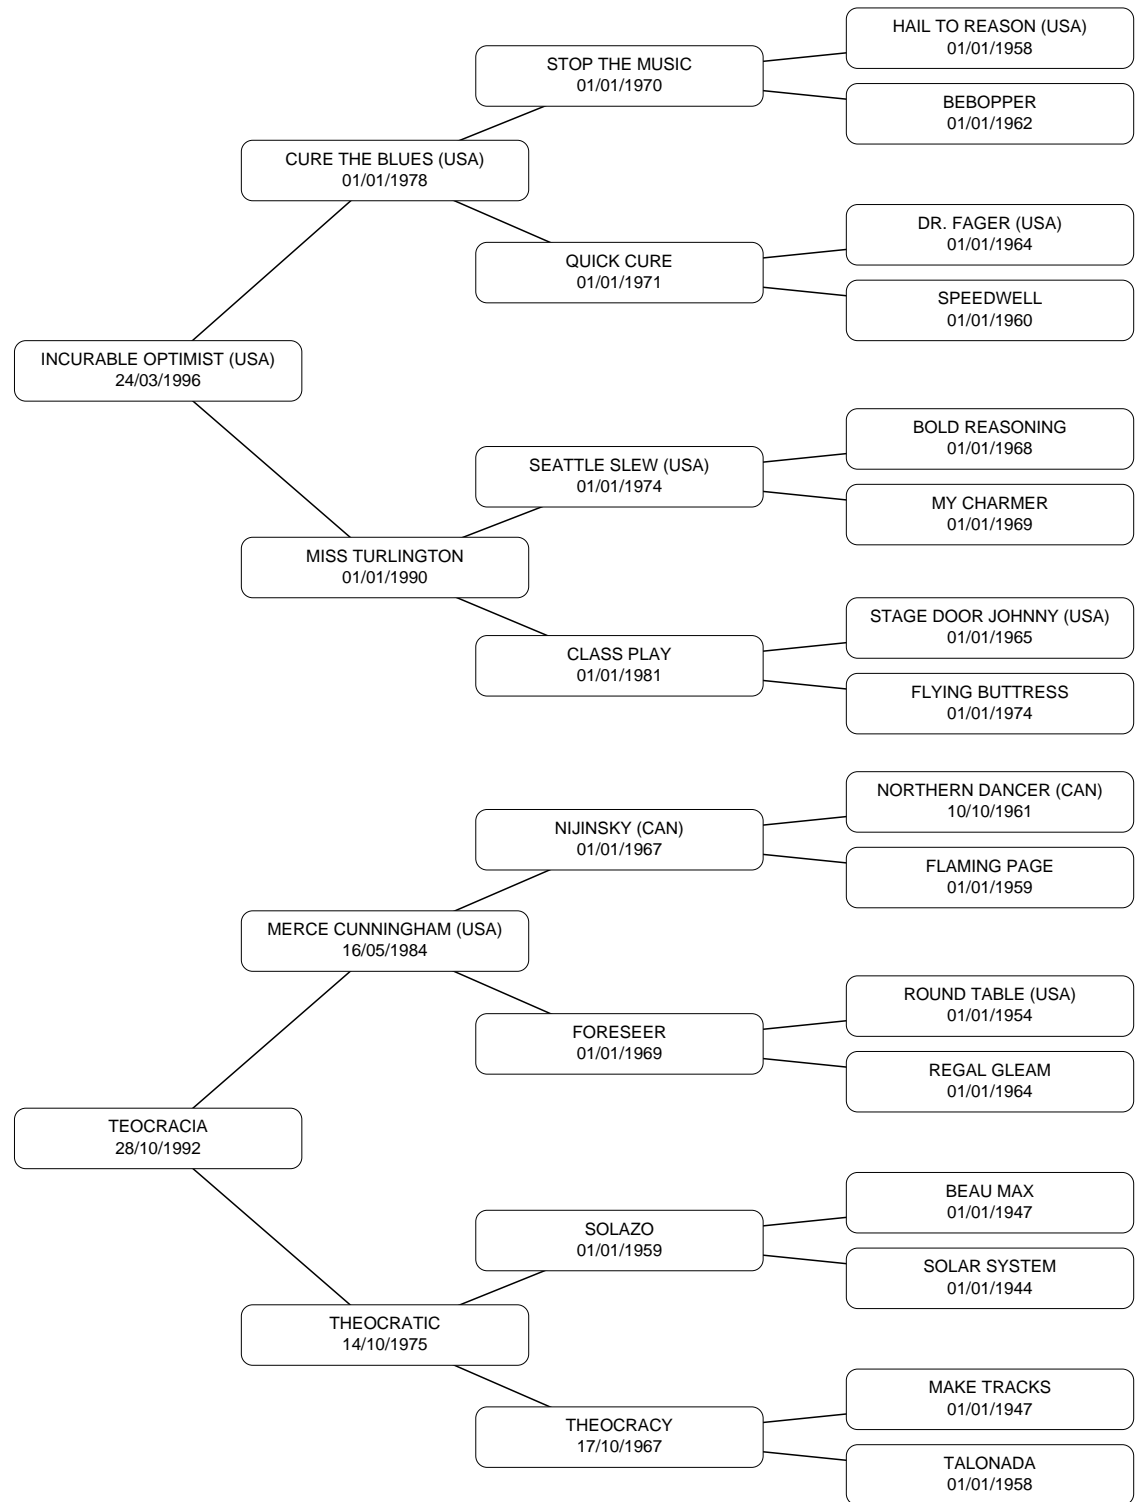 HAIL TO REASON (USA)
01/01/1958
STOP THE MUSIC
01/01/1970
BEBOPPER
01/01/1962
CURE THE BLUES (USA)
01/01/1978
DR. FAGER (USA)
01/01/1964
QUICK CURE
01/01/1971
SPEEDWELL
01/01/1960
INCURABLE OPTIMIST (USA)
24/03/1996
BOLD REASONING
01/01/1968
SEATTLE SLEW (USA)
01/01/1974
MY CHARMER
01/01/1969
MISS TURLINGTON
01/01/1990
STAGE DOOR JOHNNY (USA)
01/01/1965
CLASS PLAY
01/01/1981
FLYING BUTTRESS
01/01/1974
NORTHERN DANCER (CAN)
10/10/1961
NIJINSKY (CAN)
01/01/1967
FLAMING PAGE
01/01/1959
MERCE CUNNINGHAM (USA)
16/05/1984
ROUND TABLE (USA)
01/01/1954
FORESEER
01/01/1969
REGAL GLEAM
01/01/1964
TEOCRACIA
28/10/1992
BEAU MAX
01/01/1947
SOLAZO
01/01/1959
SOLAR SYSTEM
01/01/1944
THEOCRATIC
14/10/1975
MAKE TRACKS
01/01/1947
THEOCRACY
17/10/1967
TALONADA
01/01/1958